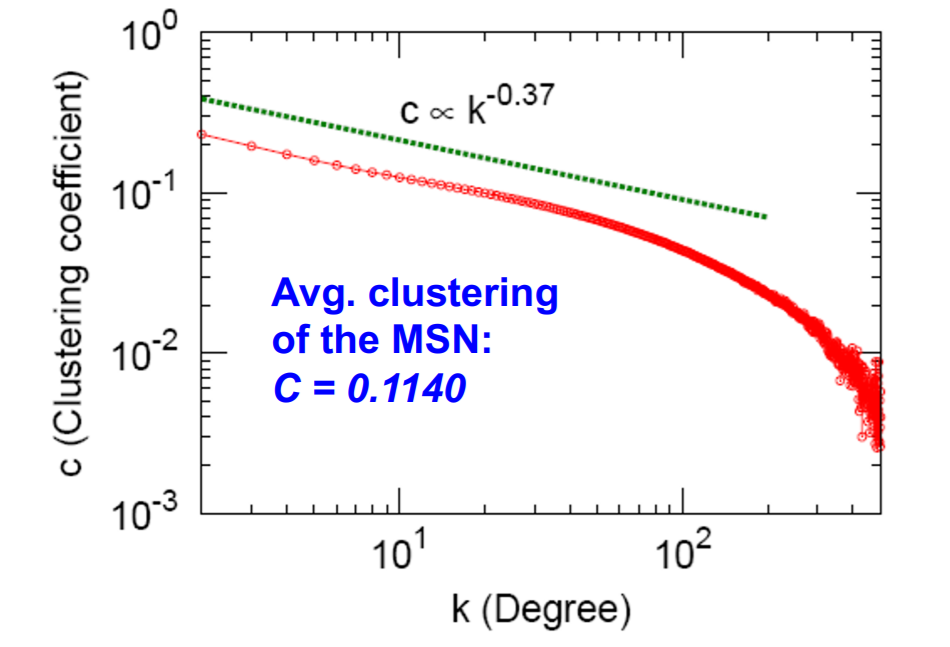 10^0
c ∝ k^-0.37
10^-1
Avg. clustering
of the MSN:
C = 0.1140
10^-2
10^-3
c (Clustering coefficient)
10^1 10^2
k (Degree)